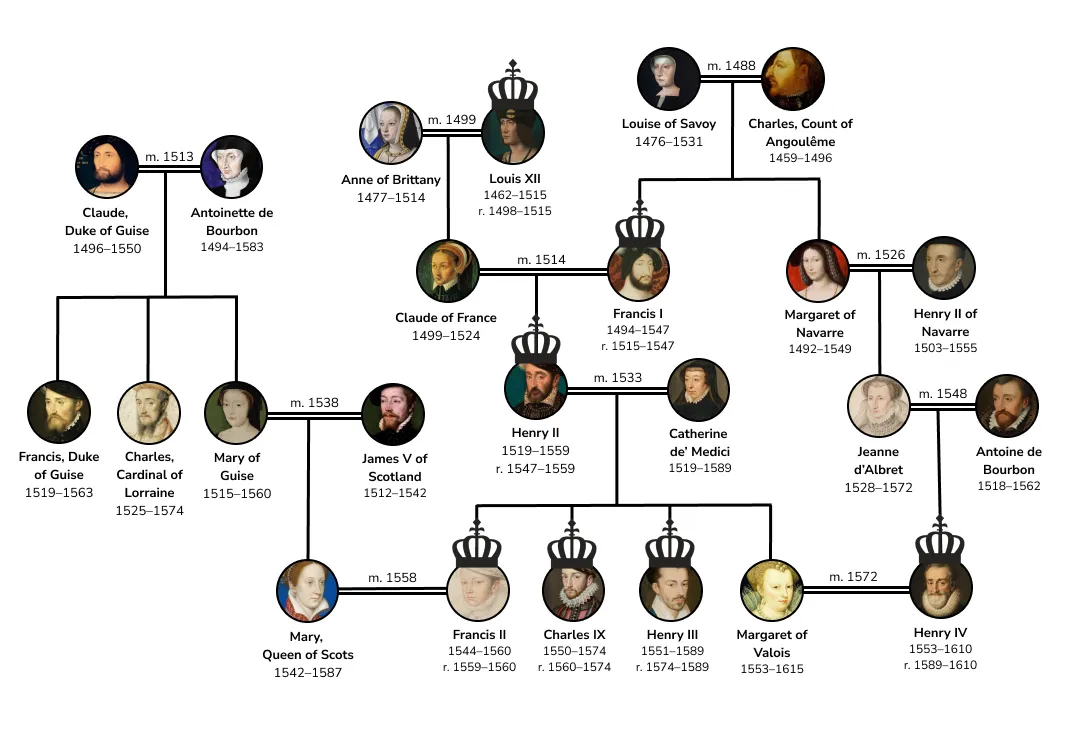 m. 1488
Louise of Savoy
1476–1531
Charles, Count of
Angoulême
1459–1496
m. 1499
Anne of Brittany
1477–1514
Louis XII
1462–1515
r. 1498–1515
m. 1513
Claude,
Duke of Guise
1496–1550
Antoinette de
Bourbon
1494–1583
m. 1514
Claude of France
1499–1524
Francis I
1494–1547
r. 1515–1547
m. 1526
Margaret of
Navarre
1492–1549
Henry II of
Navarre
1503–1555
Francis, Duke
of Guise
1519–1563
Charles,
Cardinal of
Lorraine
1525–1574
Mary of
Guise
1515–1560
m. 1538
James V of
Scotland
1512–1542
m. 1533
Henry II
1519–1559
r. 1547–1559
Catherine
de’ Medici
1519–1589
m. 1548
Jeanne
d’Albret
1528–1572
Antoine de
Bourbon
1518–1562
m. 1558
Mary,
Queen of Scots
1542–1587
Francis II
1544–1560
r. 1559–1560
Charles IX
1550–1574
r. 1560–1574
Henry III
1551–1589
r. 1574–1589
Margaret of
Valois
1553–1615
m. 1572
Henry IV
1553–1610
r. 1589–1610